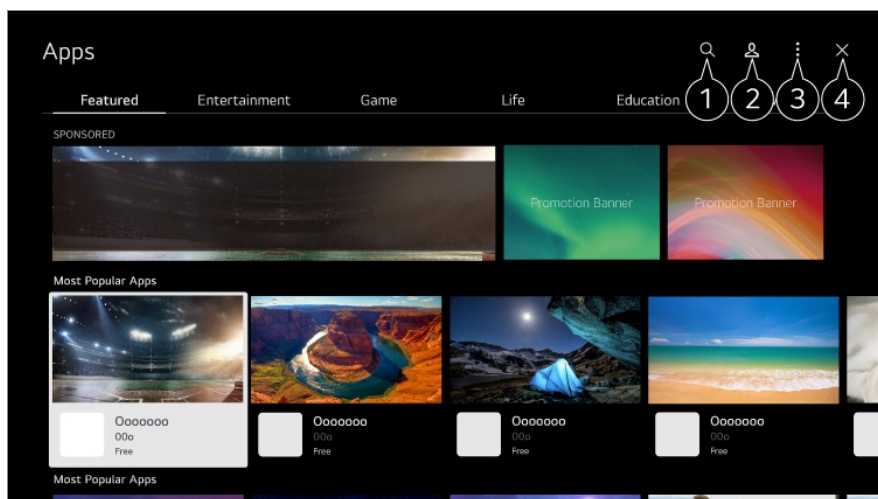 Apps
1 2 3 4
Featured Entertainment Game Life Education
SPONSORED
Promotion Banner Promotion Banner
Most Popular Apps
Ooooooo Ooooooo Ooooooo Ooooooo
00o 00o 00o 00o
Free Free Free Free
Most Popular Apps